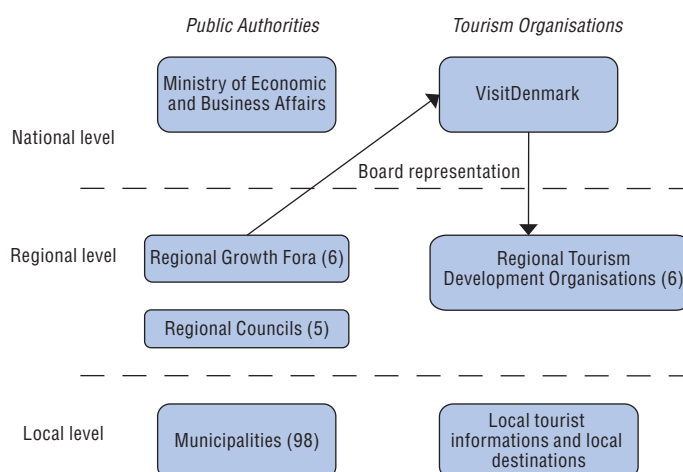 Public Authorities
Tourism Organisations
Ministry of Economic
and Business Affairs
VisitDenmark
National level
Board representation
Regional level
Regional Growth Fora (6)
Regional Tourism
Development Organisations (6)
Regional Councils (5)
Local level
Municipalities (98)
Local tourist
informations and local
destinations